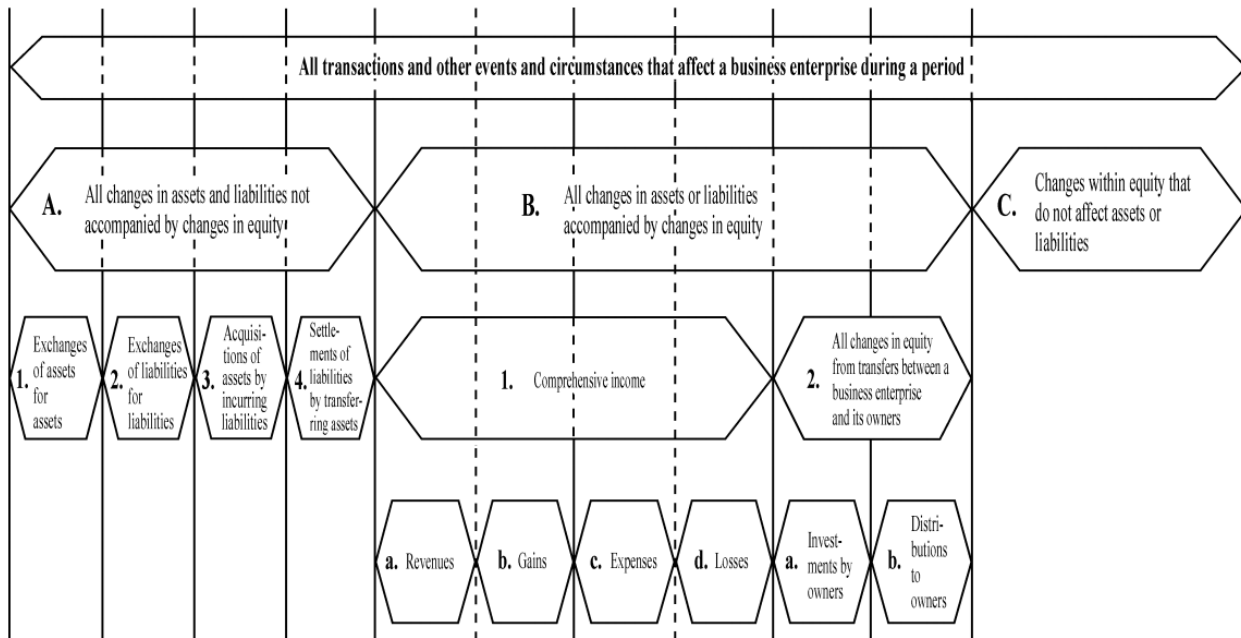 All transactions and other events and circumstances that affect a business enterprise during a period
A. All changes in assets and liabilities not
accompanied by changes in equity
B. All changes in assets or liabilities
accompanied by changes in equity
C. Changes within equity that
do not affect assets or
liabilities
1. Exchanges
of assets
for
assets
2. Exchanges
of liabilities
for
liabilities
3. Acquisi-
tions of
assets by
incurring
liabilities
4. Settle-
ments of
liabilities
by transfer-
ring assets
1. Comprehensive income
2. All changes in equity
from transfers between a
business enterprise
and its owners
a. Revenues
b. Gains
c. Expenses
d. Losses
a. Invest-
ments by
owners
b. Distri-
butions
to
owners